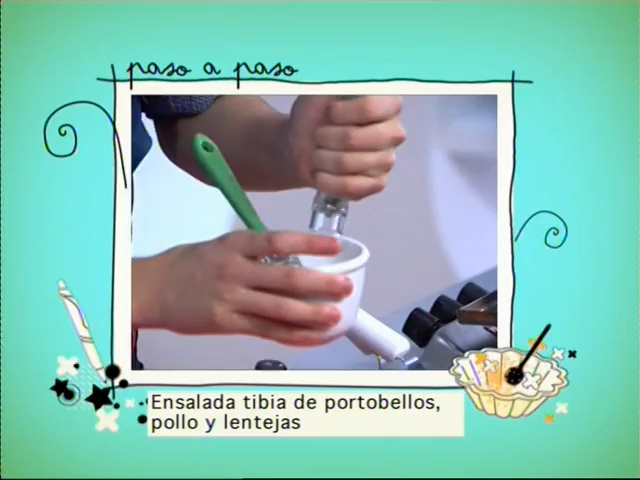 paso a paso
Ensalada tibia de portobellos,
pollo y lentejas